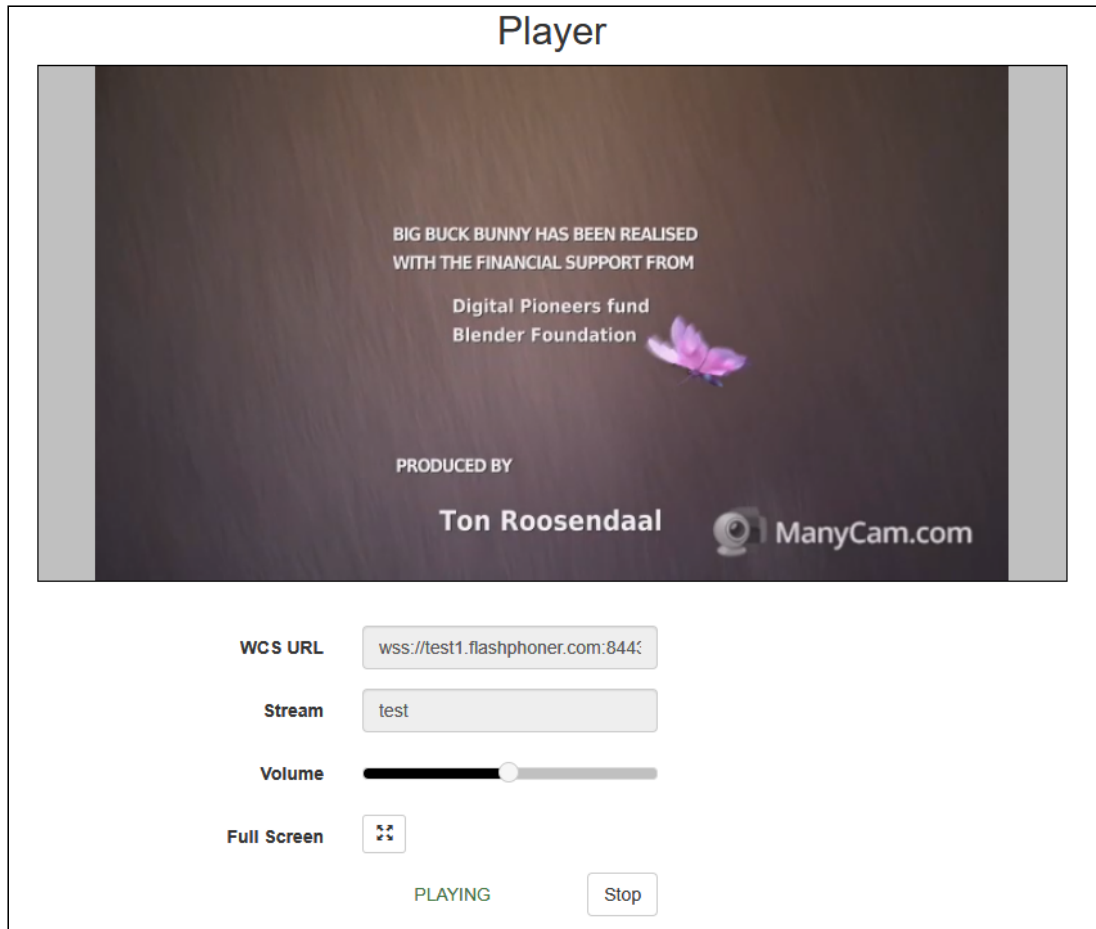 Player
BIG BUCK BUNNY HAS BEEN REALISED
WITH THE FINANCIAL SUPPORT FROM
Digital Pioneers fund
Blender Foundation
PRODUCED BY
Ton Roosendaal
ManyCam.com
WCS URL wss://test1.flashphoner.com:8443
Stream test
Volume
Full Screen
PLAYING Stop